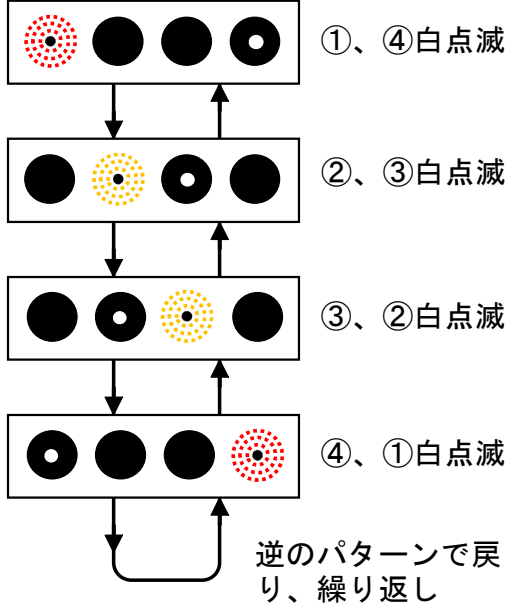 ①、④白点滅
②、③白点滅
③、②白点滅
④、①白点滅
逆のパターンで戻
り、繰り返し